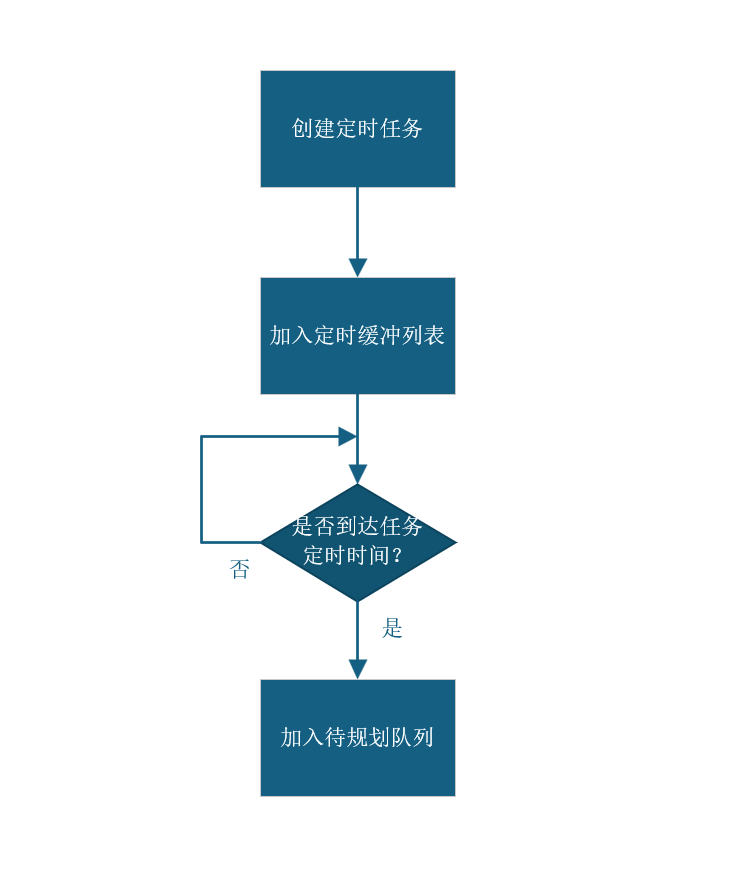 创建定时任务
加入定时缓冲列表
是否到达任务
定时时间？
否
是
加入待规划队列